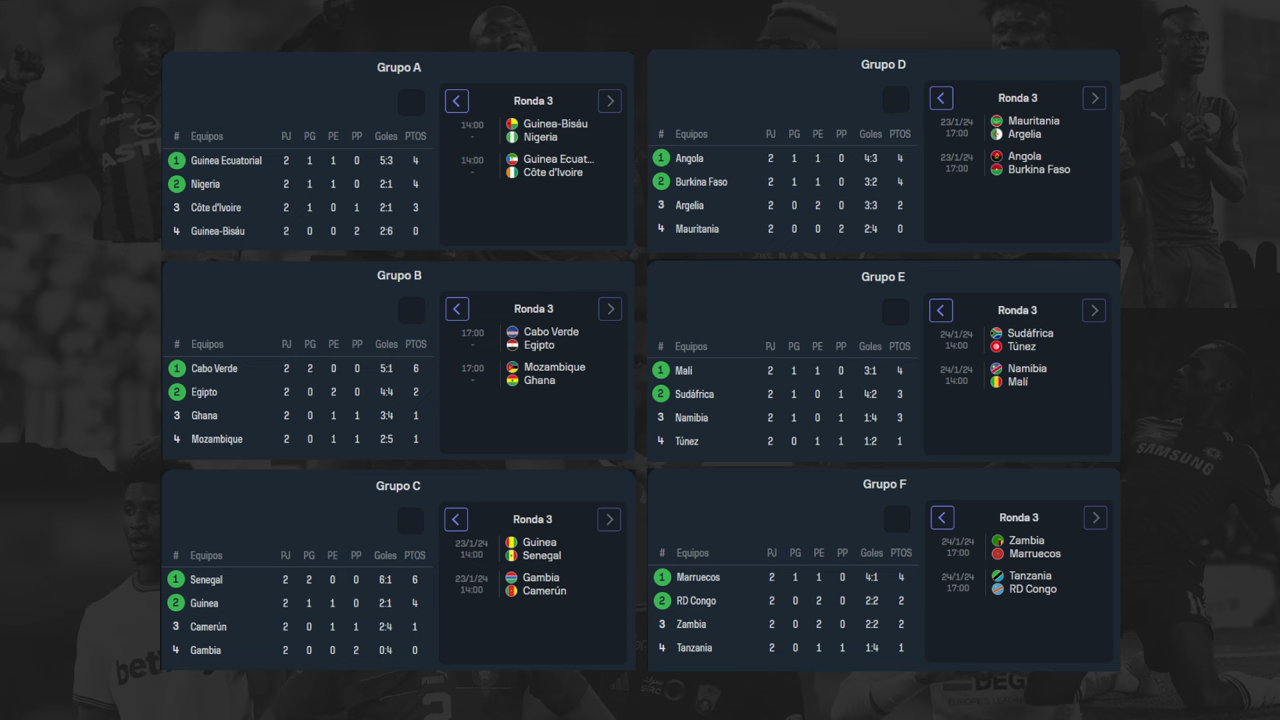 Grupo A
# Equipos PJ PG PE PP Goles PTOS
1 Guinea Ecuatorial 2 1 1 0 5:3 4
2 Nigeria 2 1 1 0 2:1 4
3 Côte d'Ivoire 2 1 0 1 2:1 3
4 Guinea-Bisáu 2 0 0 2 2:6 0
Ronda 3
14:00 Guinea-Bisáu
- Nigeria
14:00 Guinea Ecuat...
- Côte d'Ivoire
Grupo D
# Equipos PJ PG PE PP Goles PTOS
1 Angola 2 1 1 0 4:3 4
2 Burkina Faso 2 1 1 0 3:2 4
3 Argelia 2 0 2 0 3:3 2
4 Mauritania 2 0 0 2 2:4 0
Ronda 3
23/1/24 Mauritania
17:00 Argelia
23/1/24 Angola
17:00 Burkina Faso
Grupo B
# Equipos PJ PG PE PP Goles PTOS
1 Cabo Verde 2 2 0 0 5:1 6
2 Egipto 2 0 2 0 4:4 2
3 Ghana 2 0 1 1 3:4 1
4 Mozambique 2 0 1 1 2:5 1
Ronda 3
17:00 Cabo Verde
- Egipto
17:00 Mozambique
- Ghana
Grupo E
# Equipos PJ PG PE PP Goles PTOS
1 Malí 2 1 1 0 3:1 4
2 Sudáfrica 2 1 0 1 4:2 3
3 Namibia 2 1 0 1 1:4 3
4 Túnez 2 0 1 1 1:2 1
Ronda 3
24/1/24 Sudáfrica
14:00 Túnez
24/1/24 Namibia
14:00 Malí
Grupo C
# Equipos PJ PG PE PP Goles PTOS
1 Senegal 2 2 0 0 6:1 6
2 Guinea 2 1 1 0 2:1 4
3 Camerún 2 0 1 1 2:4 1
4 Gambia 2 0 0 2 0:4 0
Ronda 3
23/1/24 Guinea
14:00 Senegal
23/1/24 Gambia
14:00 Camerún
Grupo F
# Equipos PJ PG PE PP Goles PTOS
1 Marruecos 2 1 1 0 4:1 4
2 RD Congo 2 0 2 0 2:2 2
3 Zambia 2 0 2 0 2:2 2
4 Tanzania 2 0 1 1 1:4 1
Ronda 3
24/1/24 Zambia
17:00 Marruecos
24/1/24 Tanzania
17:00 RD Congo
SAMSUNG